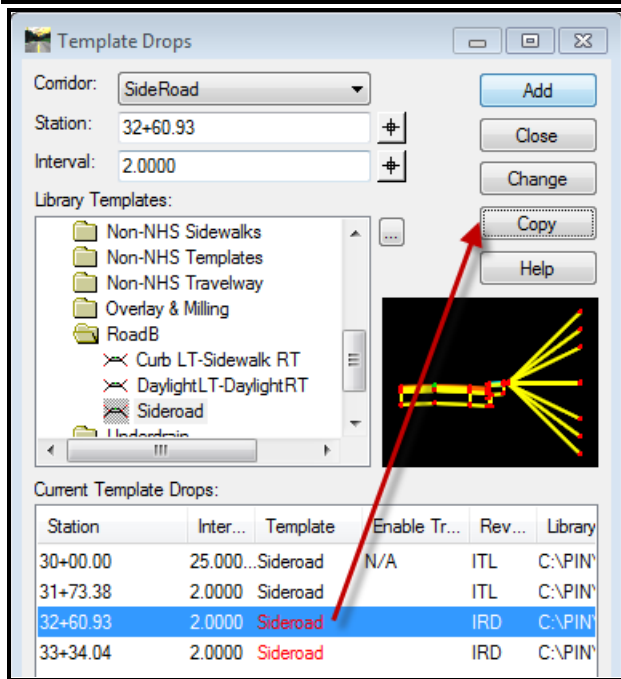 Template Drops
Corridor: SideRoad Add
Station: 32+60.93 Close
Interval: 2.0000 Change
Library Templates: Copy
Non-NHS Sidewalks ...
Non-NHS Templates Help
Non-NHS Travelway
Overlay & Milling
RoadB
Curb LT-Sidewalk RT
DaylightLT-DaylightRT
Sideroad
Underdrain
Current Template Drops:
Station Inter... Template Enable Tr... Rev... Library
30+00.00 25.000... Sideroad N/A ITL C:\PIN\
31+73.38 2.0000 Sideroad ITL C:\PIN\
32+60.93 2.0000 Sideroad IRD C:\PIN\
33+34.04 2.0000 Sideroad IRD C:\PIN\